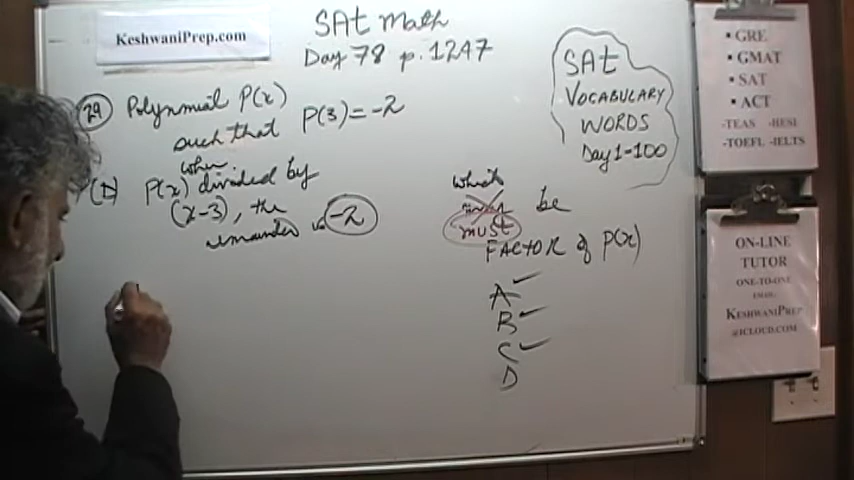 KeshwaniPrep.com
SAt Math
Day 78 p. 1247
29 Polynmial P(x)
such that P(3)=-2
when
(D) P(x) divided by
(x-3), the
remainder is -2
which
must be
FACTOR of P(x)
A
B
C
D
SAt
VOCABULARY
WORDS
Day 1-100
• GRE
• GMAT
• SAT
• ACT
-TEAS -HESI
-TOEFL -IELTS
ON-LINE
TUTOR
ONE-TO-ONE
EMAIL:
KESHWANIPREP
@ICLOUD.COM